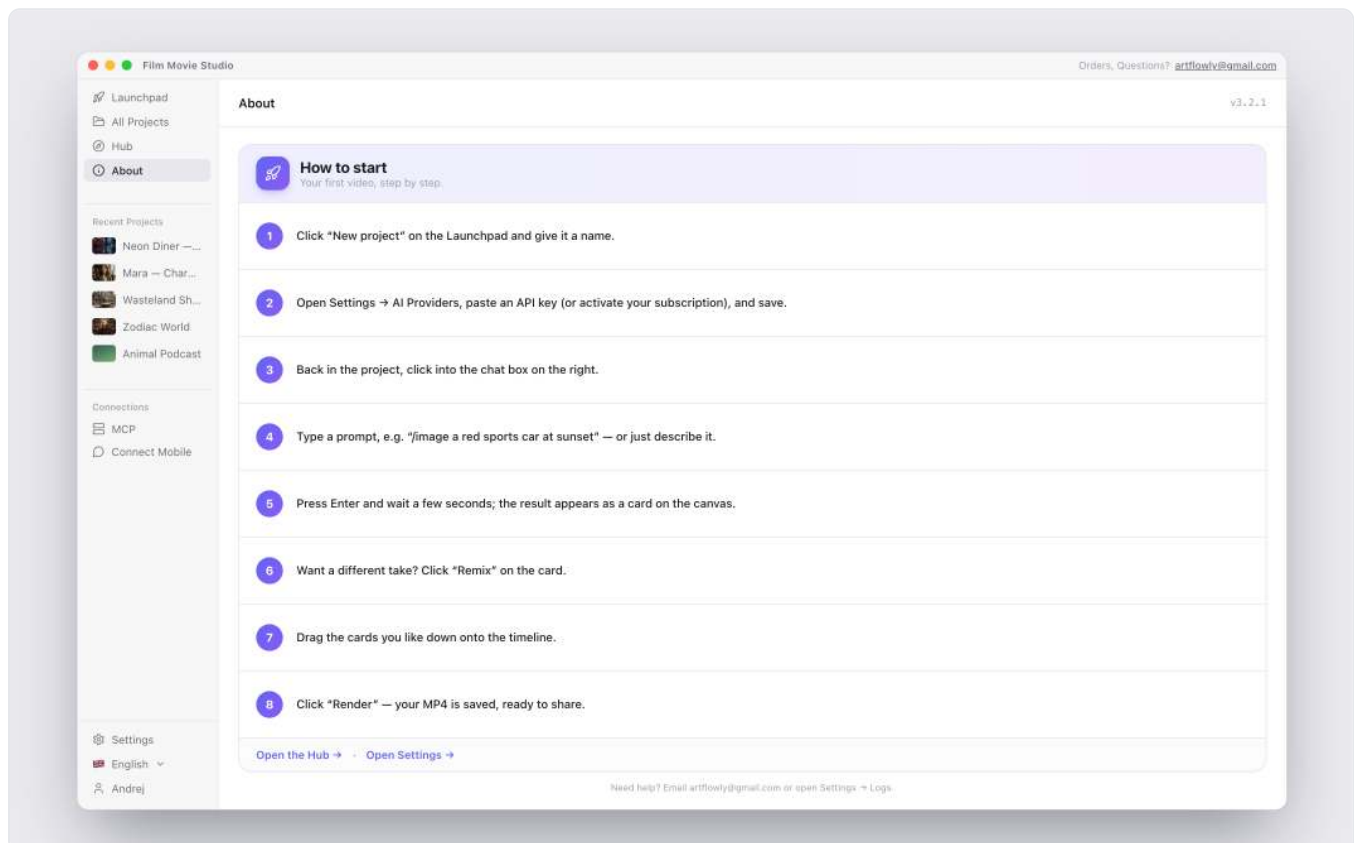 Film Movie Studio
Orders, Questions? artflowly@gmail.com
Launchpad
All Projects
Hub
About
Recent Projects
Neon Diner —...
Mara — Char...
Wasteland Sh...
Zodiac World
Animal Podcast
Connections
MCP
Connect Mobile
Settings
English
Andrej
About
v3.2.1
How to start
Your first video, step by step.
1 Click “New project” on the Launchpad and give it a name.
2 Open Settings → AI Providers, paste an API key (or activate your subscription), and save.
3 Back in the project, click into the chat box on the right.
4 Type a prompt, e.g. “/image a red sports car at sunset” — or just describe it.
5 Press Enter and wait a few seconds; the result appears as a card on the canvas.
6 Want a different take? Click “Remix” on the card.
7 Drag the cards you like down onto the timeline.
8 Click “Render” — your MP4 is saved, ready to share.
Open the Hub → · Open Settings →
Need help? Email artflowly@gmail.com or open Settings → Logs.